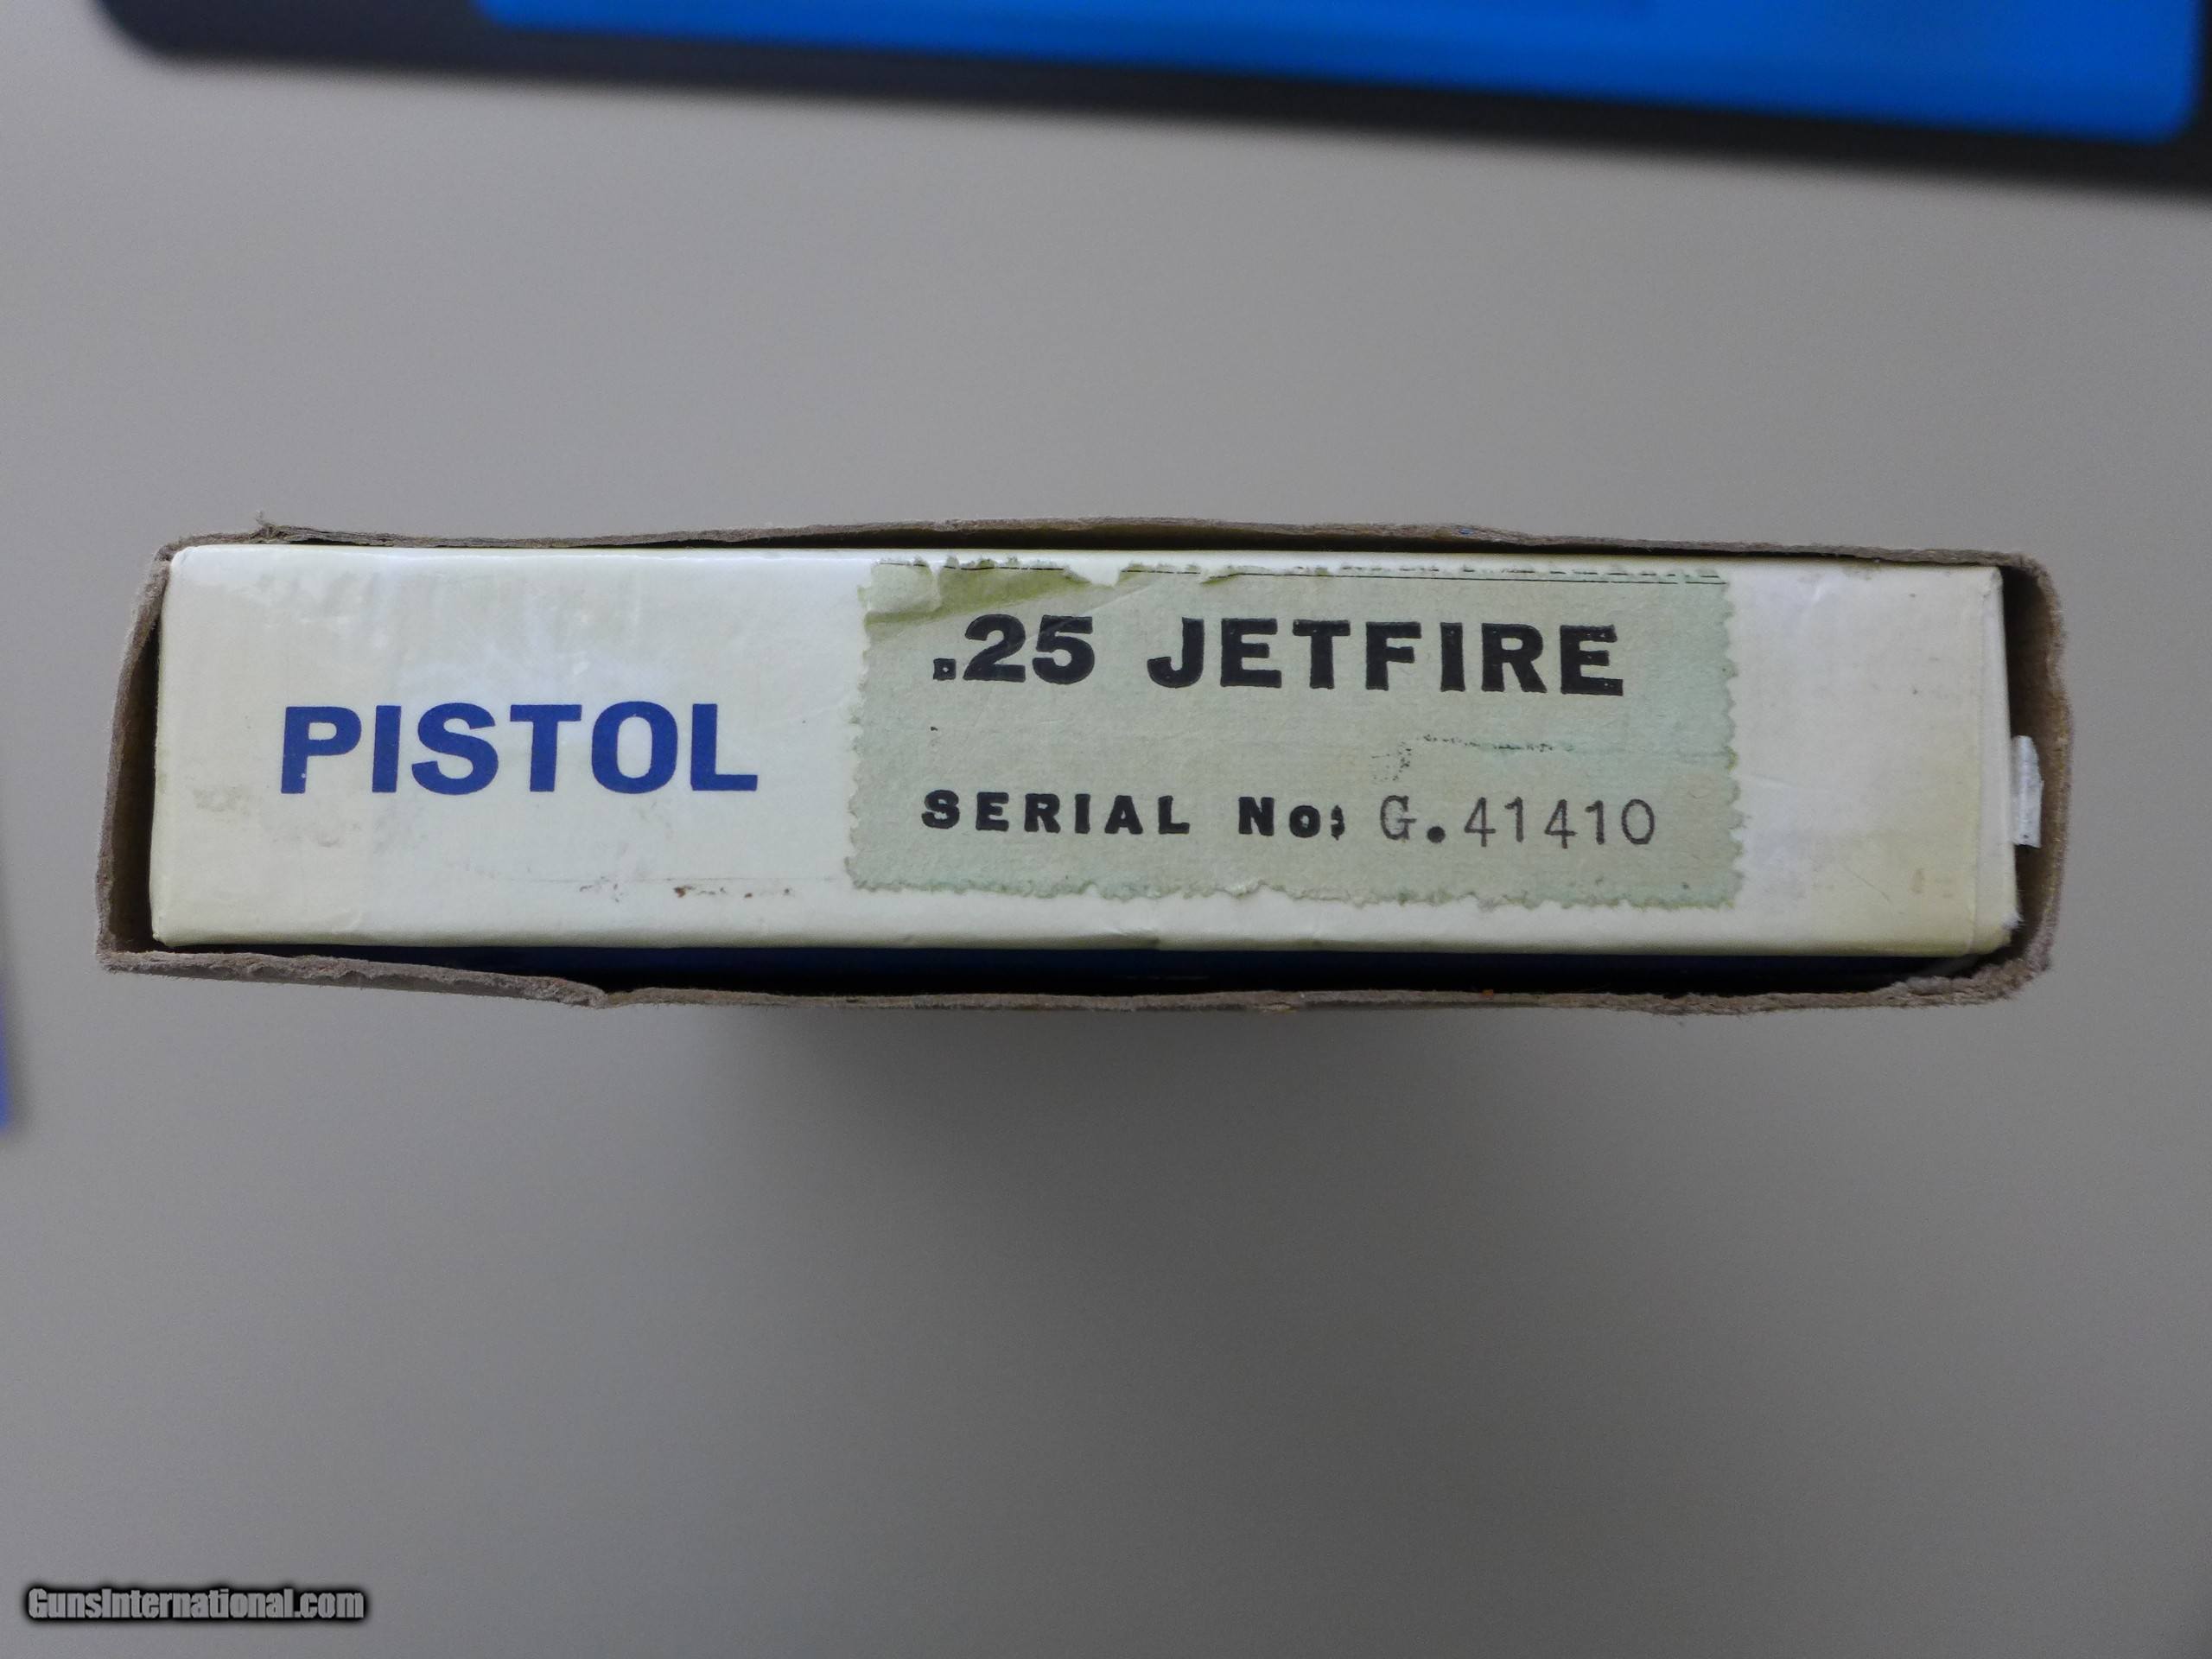 PISTOL
.25 JETFIRE
SERIAL No: G. 41410
GunsInternational.com